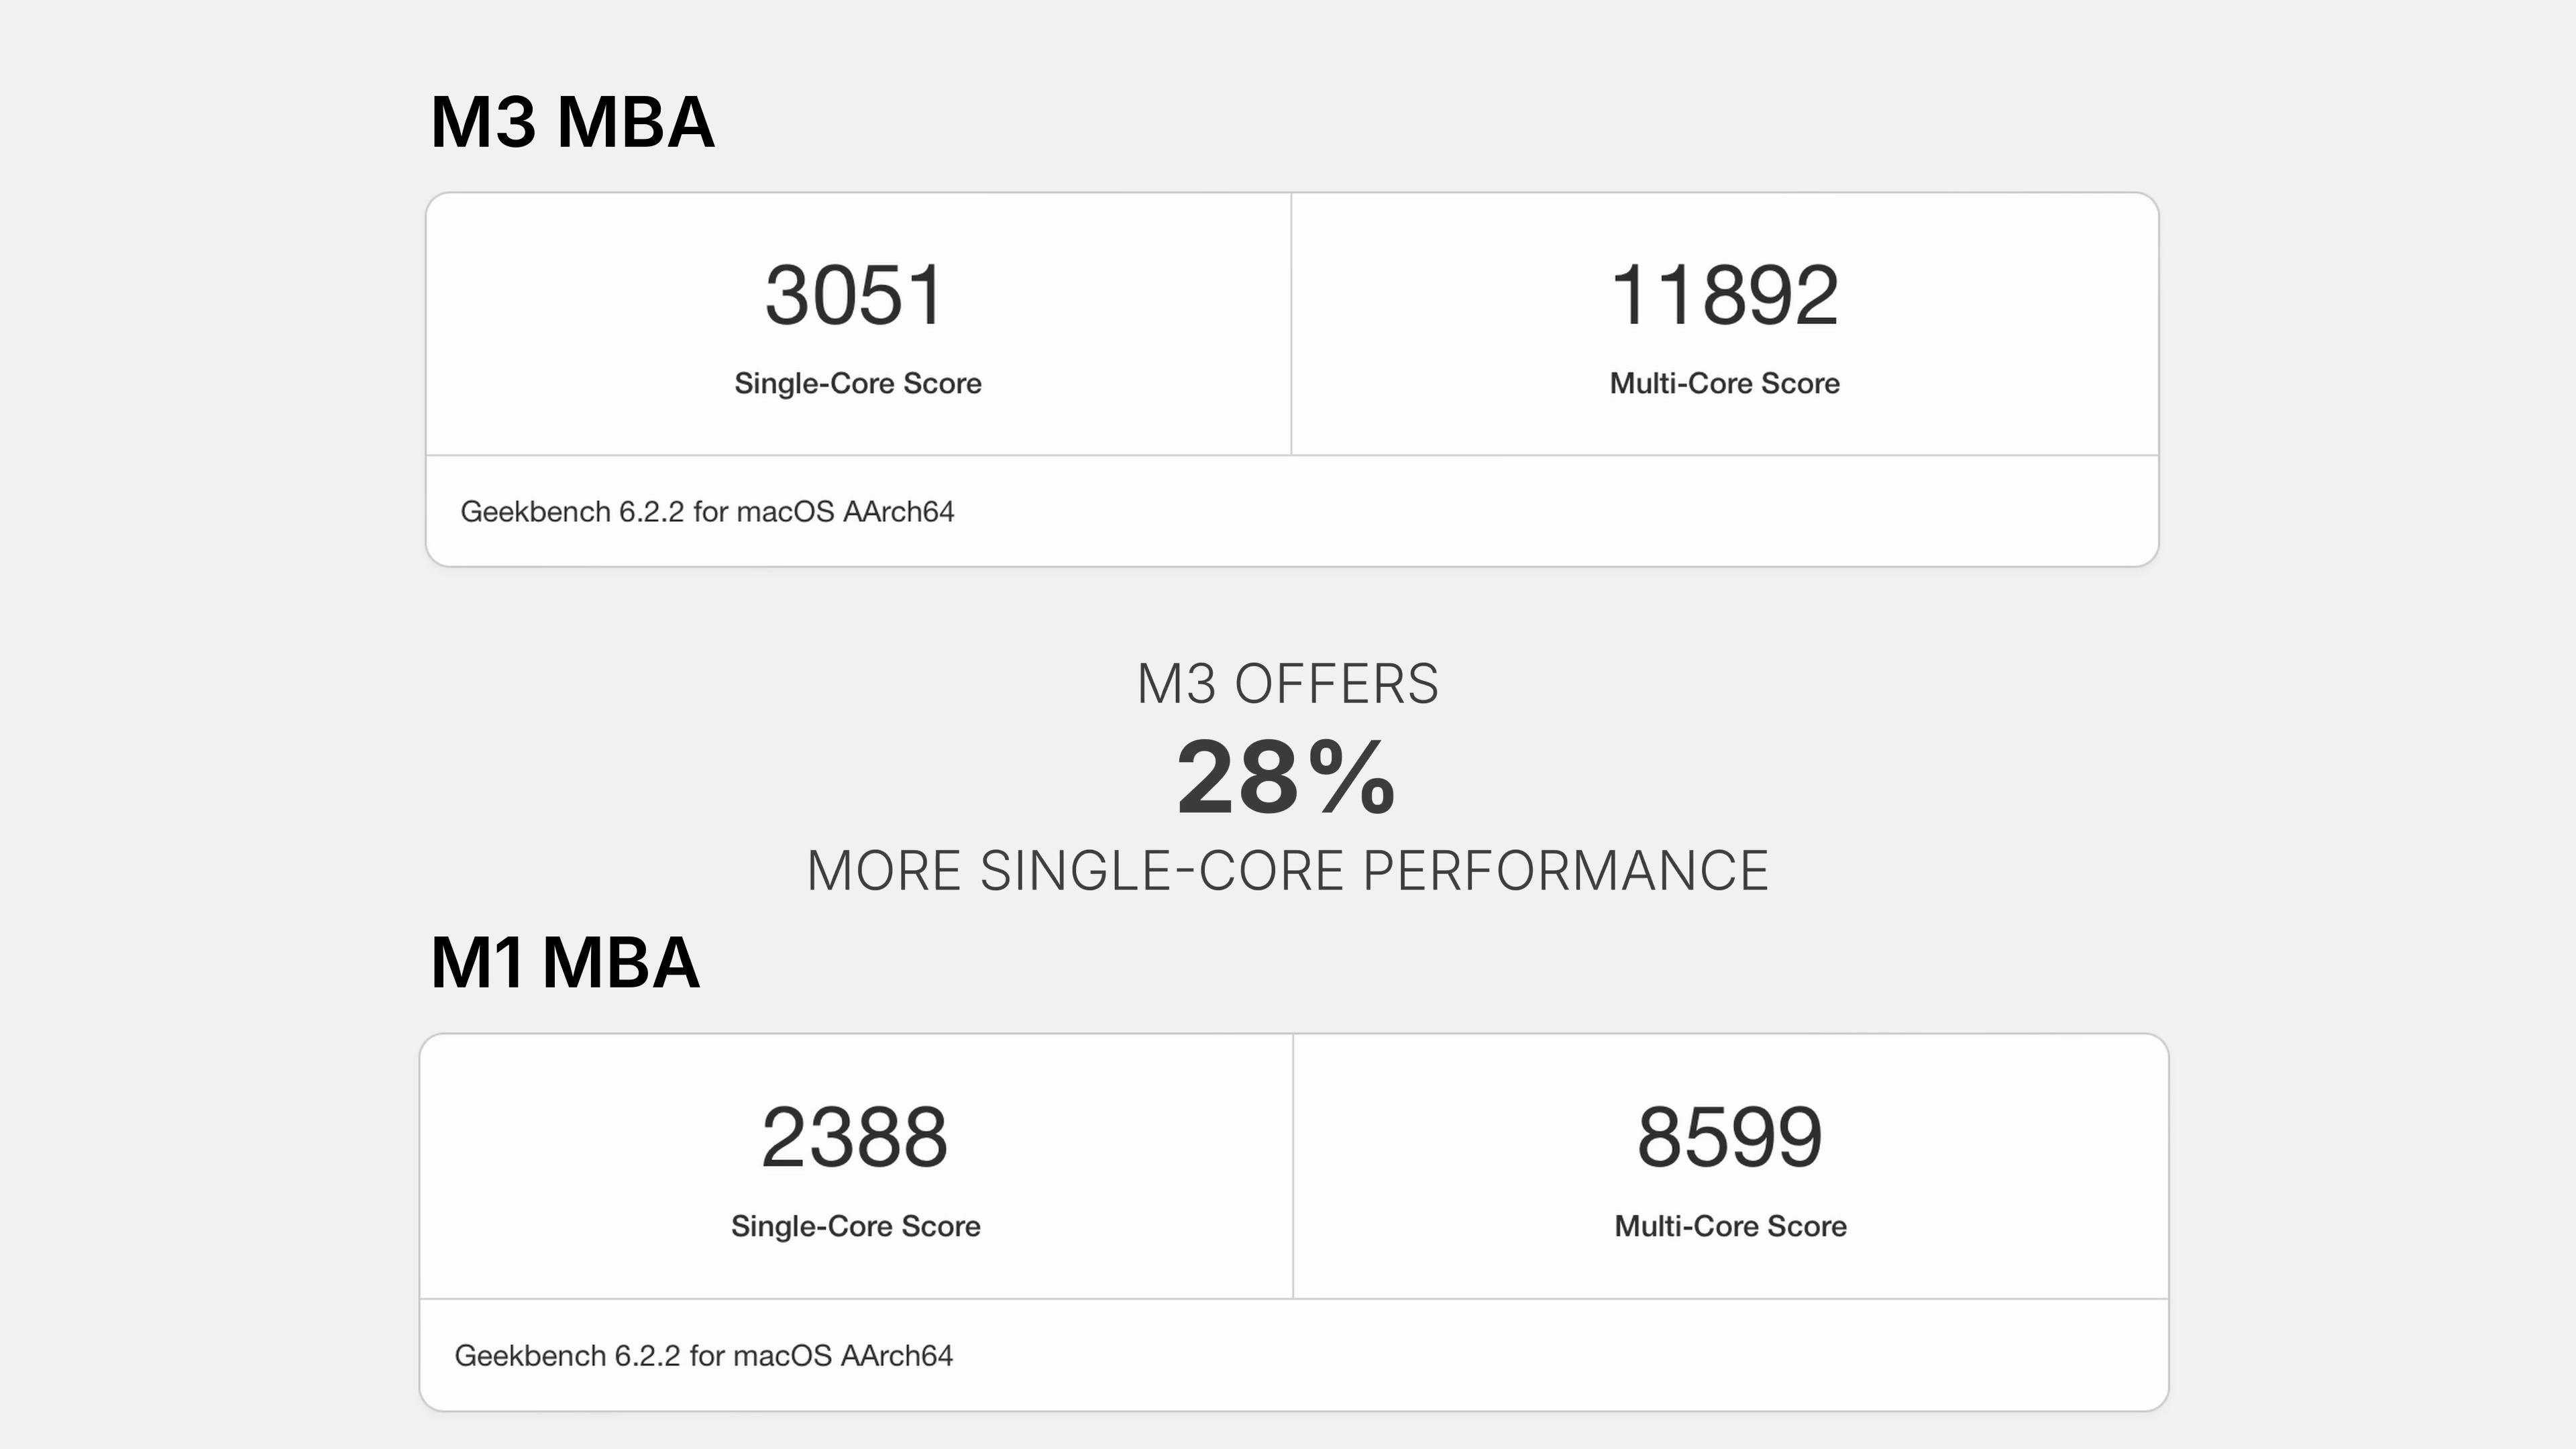 M3 MBA
3051
Single-Core Score
11892
Multi-Core Score
Geekbench 6.2.2 for macOS AArch64
M3 OFFERS
28%
MORE SINGLE-CORE PERFORMANCE
M1 MBA
2388
Single-Core Score
8599
Multi-Core Score
Geekbench 6.2.2 for macOS AArch64